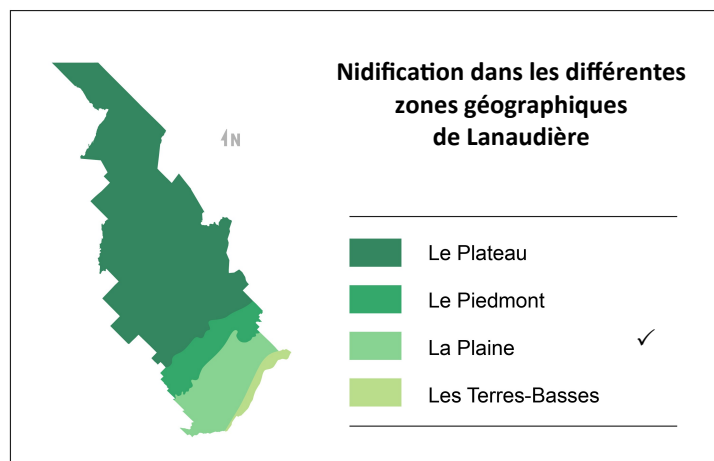 Nidification dans les différentes
zones géographiques
de Lanaudière
N
Le Plateau
Le Piedmont
La Plaine ✓
Les Terres-Basses